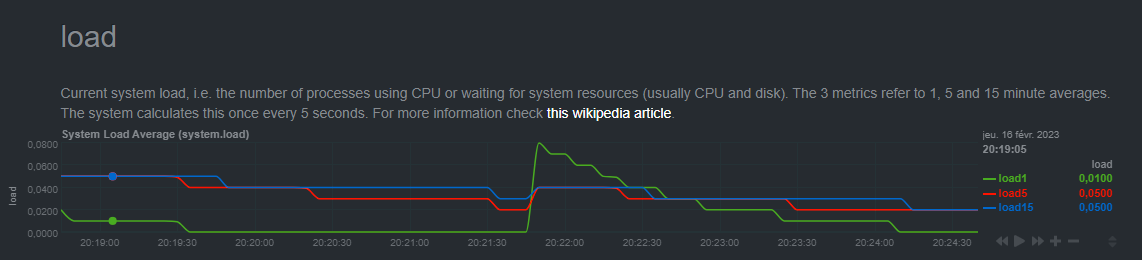 load
Current system load, i.e. the number of processes using CPU or waiting for system resources (usually CPU and disk). The 3 metrics refer to 1, 5 and 15 minute averages.
The system calculates this once every 5 seconds. For more information check this wikipedia article.
System Load Average (system.load)
jeu. 16 févr. 2023
20:19:05
load
load1 0,0100
load5 0,0500
load15 0,0500
load
0,0800
0,0600
0,0400
0,0200
0,0000
20:19:00 20:19:30 20:20:00 20:20:30 20:21:00 20:21:30 20:22:00 20:22:30 20:23:00 20:23:30 20:24:00 20:24:30